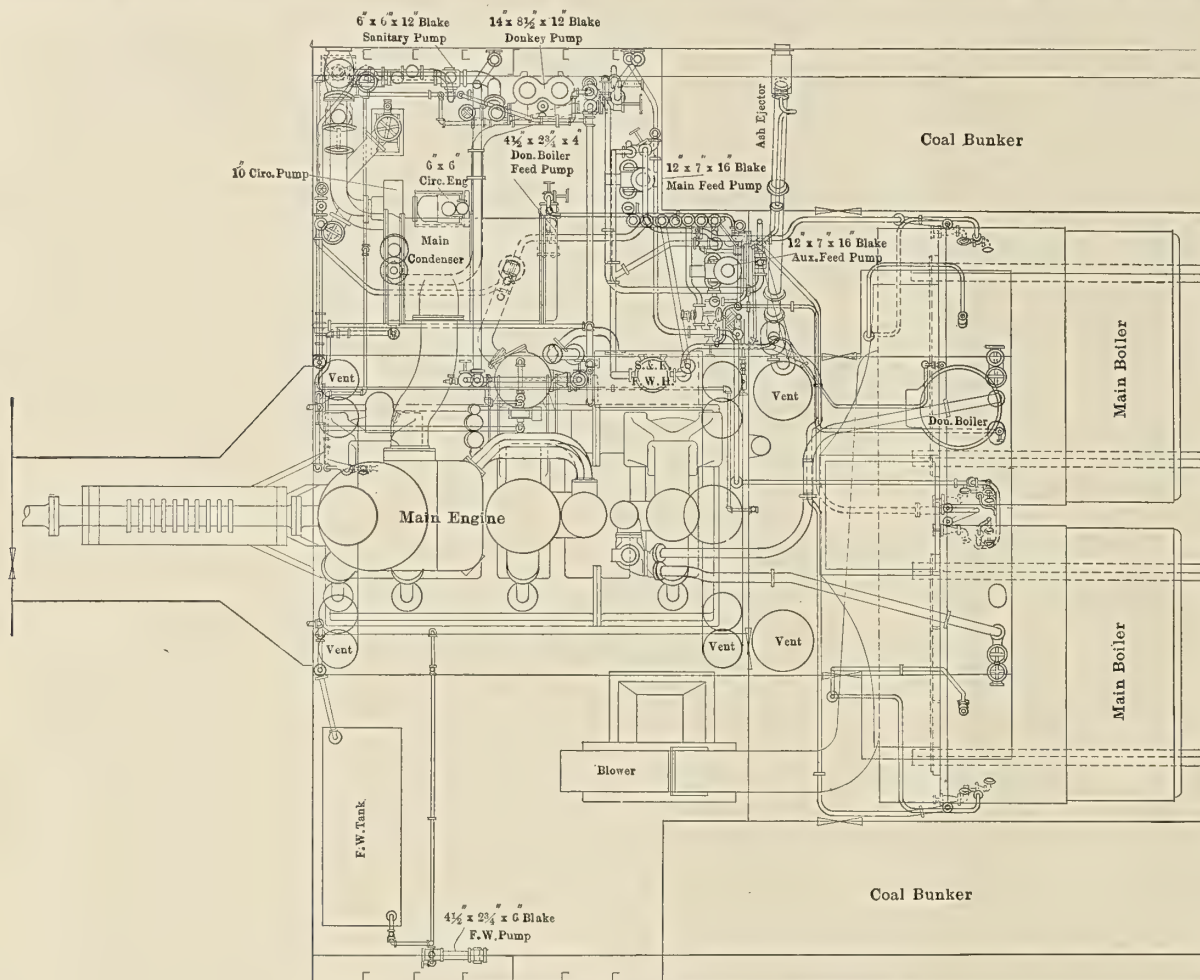 6" x 6" x 12" Blake
Sanitary Pump
14" x 8½" x 12" Blake
Donkey Pump
Ash Ejector
Coal Bunker
4½" x 2¾" x 4"
Don. Boiler
Feed Pump
12" x 7" x 16" Blake
Main Feed Pump
10" Circ. Pump
6" x 6"
Circ. Eng.
Main
Condenser
12" x 7" x 16" Blake
Aux. Feed Pump
Main Boiler
Vent
S. & F.
F. W. H.
Vent
Don. Boiler
Main Engine
Vent
Vent
Main Boiler
Blower
F. W. Tank
Coal Bunker
4½" x 2¾" x 6" Blake
F. W. Pump